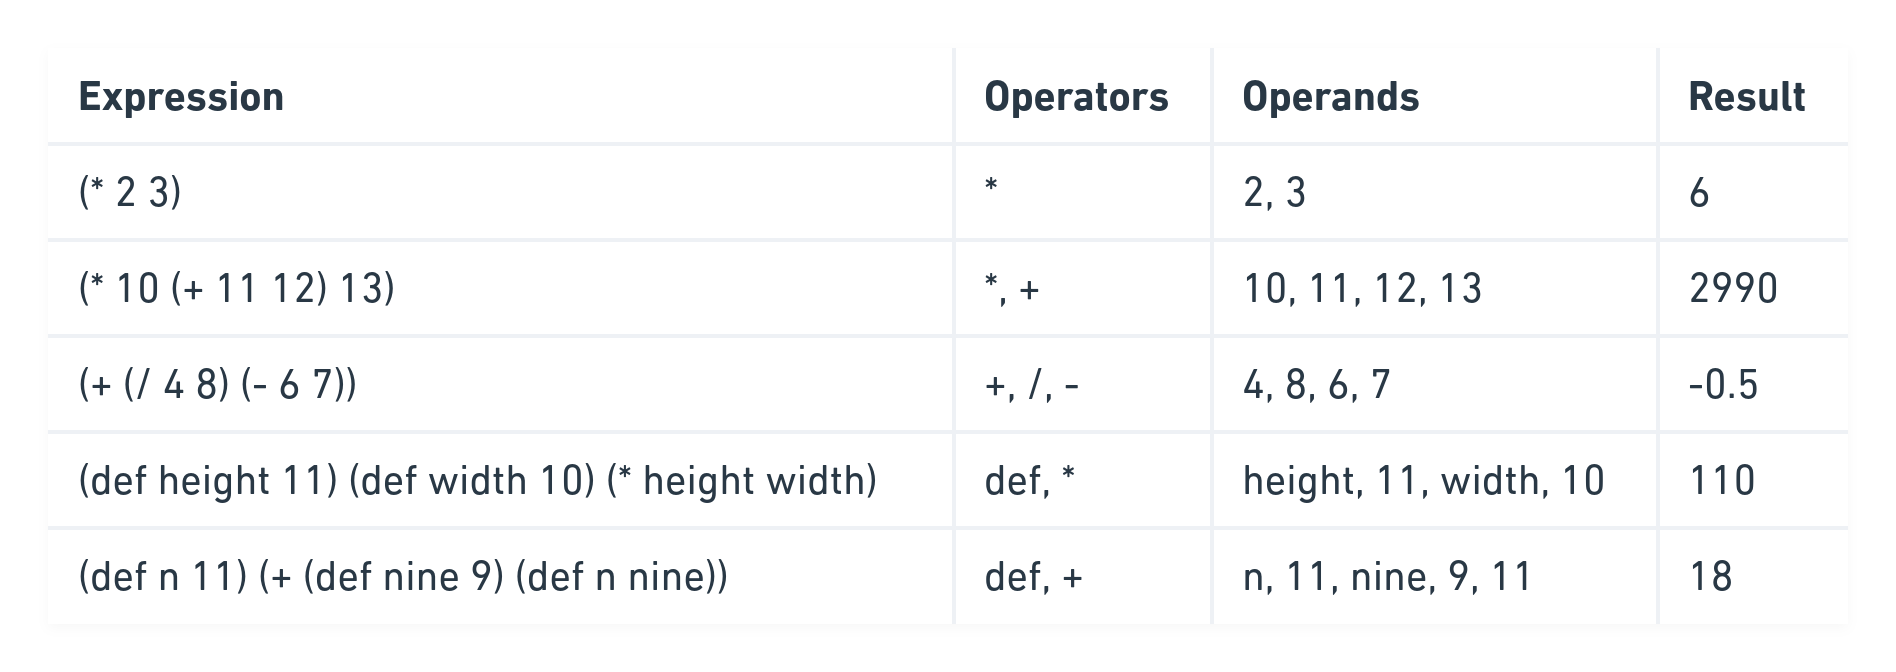 Expression Operators Operands Result
(* 2 3) * 2, 3 6
(* 10 (+ 11 12) 13) *, + 10, 11, 12, 13 2990
(+ (/ 4 8) (- 6 7)) +, /, - 4, 8, 6, 7 -0.5
(def height 11) (def width 10) (* height width) def, * height, 11, width, 10 110
(def n 11) (+ (def nine 9) (def n nine)) def, + n, 11, nine, 9, 11 18